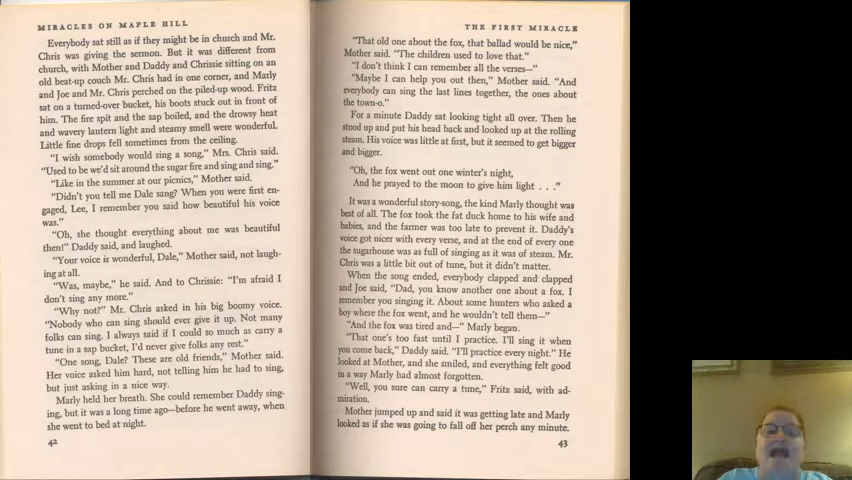 MIRACLES ON MAPLE HILL
Everybody sat still as if they might be in church and Mr.
Chris was giving the sermon. But it was different from
church, with Mother and Daddy and Chrissie sitting on an
old beat-up couch Mr. Chris had in one corner, and Marly
and Joe and Mr. Chris perched on the piled-up wood. Fritz
sat on a turned-over bucket, his boots stuck out in front of
him. The fire spit and the sap boiled, and the drowsy heat
and wavery lantern light and steamy smell were wonderful.
Little fine drops fell sometimes from the ceiling.
"I wish somebody would sing a song," Mrs. Chris said.
"Used to be we'd sit around the sugar fire and sing and sing."
"Like in the summer at our picnics," Mother said.
"Didn't you tell me Dale sang? When you were first en-
gaged, Lee, I remember you said how beautiful his voice
was."
"Oh, she thought everything about me was beautiful
then!" Daddy said, and laughed.
"Your voice is wonderful, Dale," Mother said, not laugh-
ing at all.
"Was, maybe," he said. And to Chrissie: "I'm afraid I
don't sing any more."
"Why not?" Mr. Chris asked in his big boomy voice.
"Nobody who can sing should ever give it up. Not many
folks can sing. I always said if I could so much as carry a
tune in a sap bucket, I'd never give folks any rest."
"One song, Dale? These are old friends," Mother said.
Her voice asked him hard, not telling him he had to sing,
but just asking in a nice way.
Marly held her breath. She could remember Daddy sing-
ing, but it was a long time ago—before he went away, when
she went to bed at night.
42
THE FIRST MIRACLE
"That old one about the fox, that ballad would be nice,"
Mother said. "The children used to love that."
"I don't think I can remember all the verses—"
"Maybe I can help you out then," Mother said. "And
everybody can sing the last lines together, the ones about
the town-o."
For a minute Daddy sat looking tight all over. Then he
stood up and put his head back and looked up at the rolling
steam. His voice was little at first, but it seemed to get bigger
and bigger.
"Oh, the fox went out one winter's night,
And he prayed to the moon to give him light . . ."
It was a wonderful story-song, the kind Marly thought was
best of all. The fox took the fat duck home to his wife and
babies, and the farmer was too late to prevent it. Daddy's
voice got nicer with every verse, and at the end of every one
the sugarhouse was as full of singing as it was of steam. Mr.
Chris was a little bit out of tune, but it didn't matter.
When the song ended, everybody clapped and clapped
and Joe said, "Dad, you know another one about a fox. I
remember you singing it. About some hunters who asked a
boy where the fox went, and he wouldn't tell them—"
"And the fox was tired and—" Marly began.
"That one's too fast until I practice. I'll sing it when
you come back," Daddy said. "I'll practice every night." He
looked at Mother, and she smiled, and everything felt good
in a way Marly had almost forgotten.
"Well, you sure can carry a tune," Fritz said, with ad-
miration.
Mother jumped up and said it was getting late and Marly
looked as if she was going to fall off her perch any minute.
43